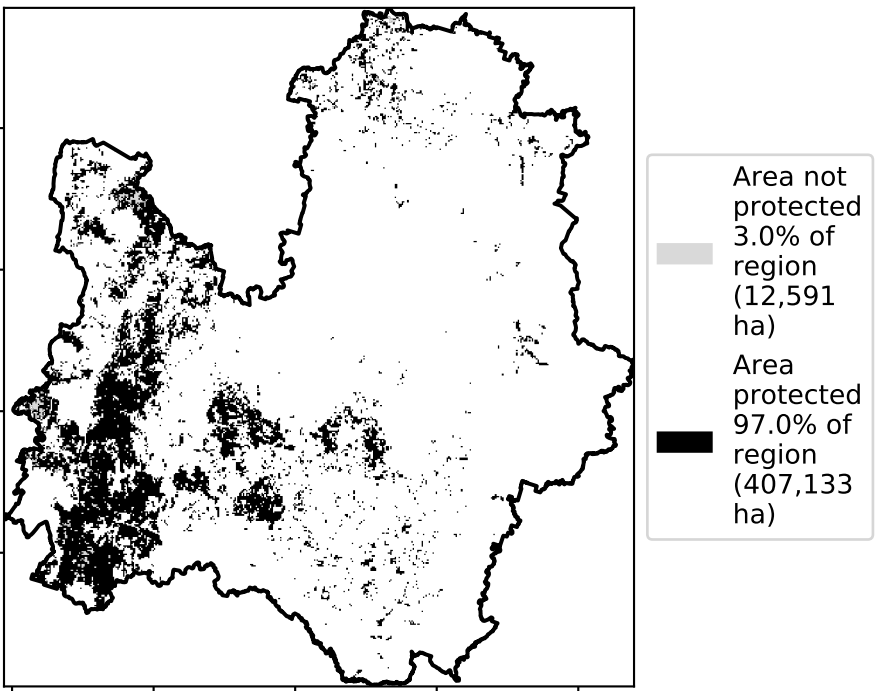 Area not
protected
3.0% of
region
(12,591
ha)
Area
protected
97.0% of
region
(407,133
ha)